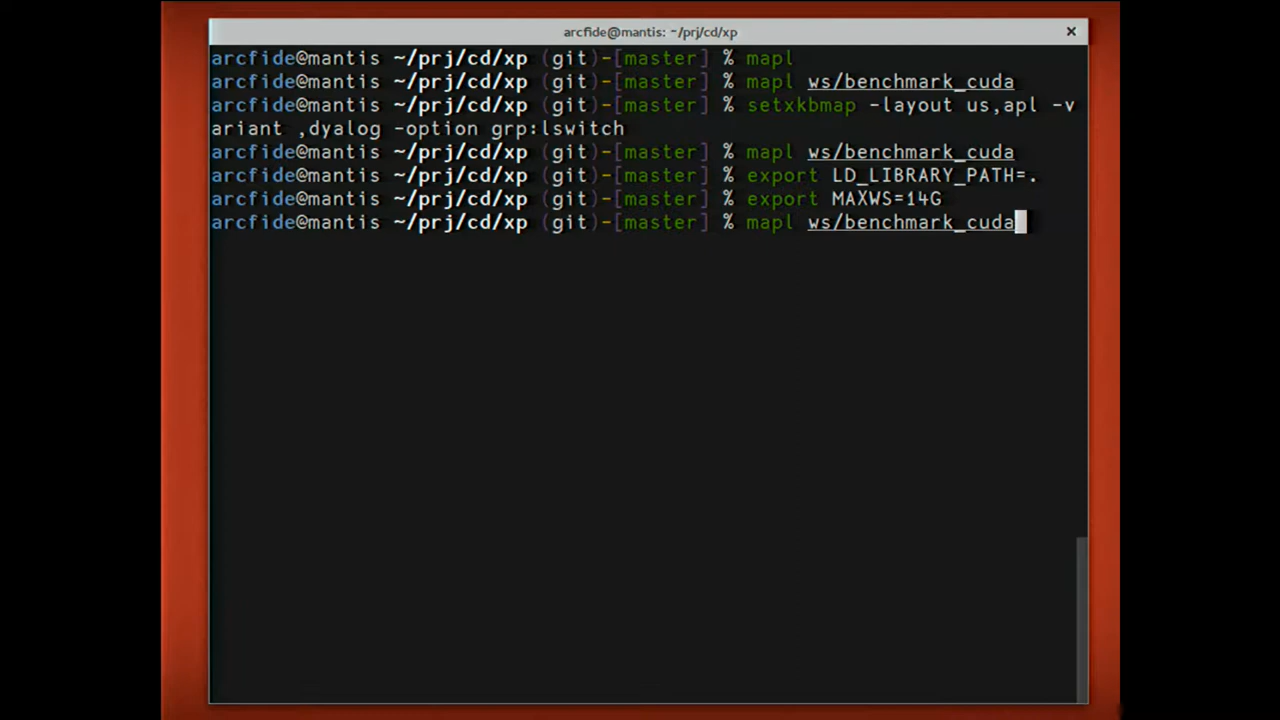 arcfide@mantis: ~/prj/cd/xp
arcfide@mantis ~/prj/cd/xp (git)-[master] % mapl
arcfide@mantis ~/prj/cd/xp (git)-[master] % mapl ws/benchmark_cuda
arcfide@mantis ~/prj/cd/xp (git)-[master] % setxkbmap -layout us,apl -v
ariant ,dyalog -option grp:lswitch
arcfide@mantis ~/prj/cd/xp (git)-[master] % mapl ws/benchmark_cuda
arcfide@mantis ~/prj/cd/xp (git)-[master] % export LD_LIBRARY_PATH=.
arcfide@mantis ~/prj/cd/xp (git)-[master] % export MAXWS=14G
arcfide@mantis ~/prj/cd/xp (git)-[master] % mapl ws/benchmark_cuda